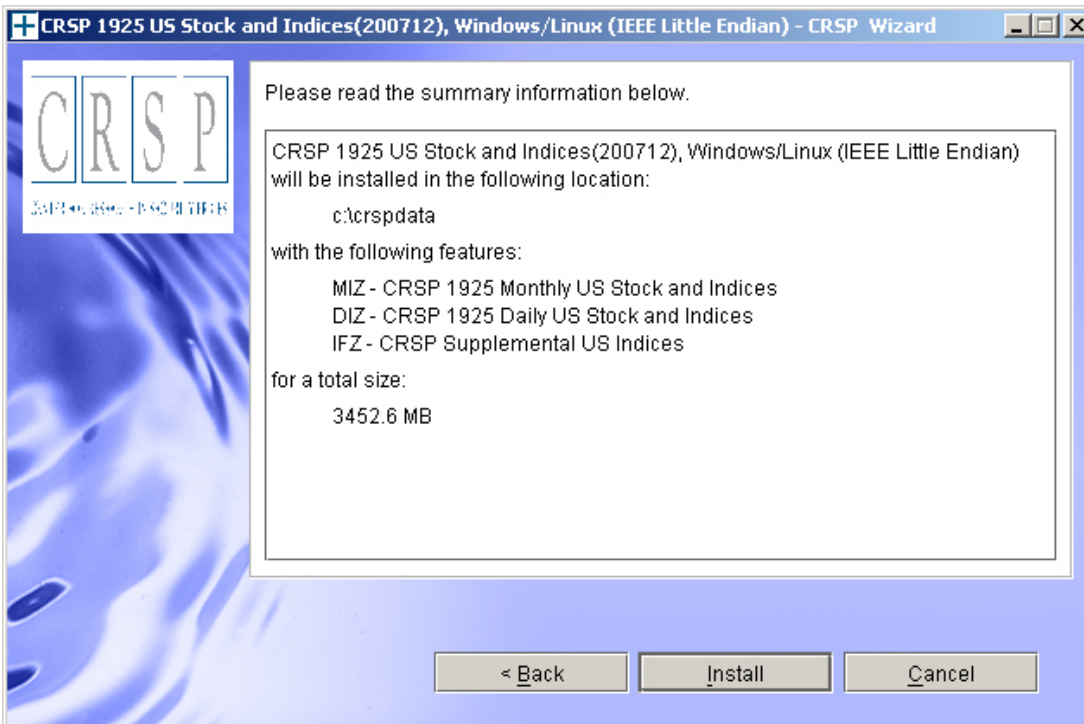 CRSP 1925 US Stock and Indices(200712), Windows/Linux (IEEE Little Endian) - CRSP Wizard
CRSP
Please read the summary information below.
CRSP 1925 US Stock and Indices(200712), Windows/Linux (IEEE Little Endian)
will be installed in the following location:
c:\crspdata
with the following features:
MIZ - CRSP 1925 Monthly US Stock and Indices
DIZ - CRSP 1925 Daily US Stock and Indices
IFZ - CRSP Supplemental US Indices
for a total size:
3452.6 MB
< Back
Install
Cancel